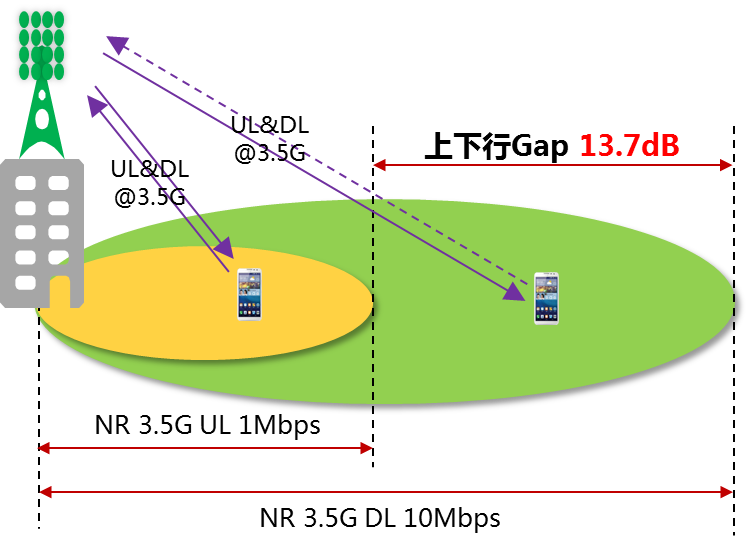 上下行Gap 13.7dB
UL&DL
@3.5G
UL&DL
@3.5G
NR 3.5G UL 1Mbps
NR 3.5G DL 10Mbps